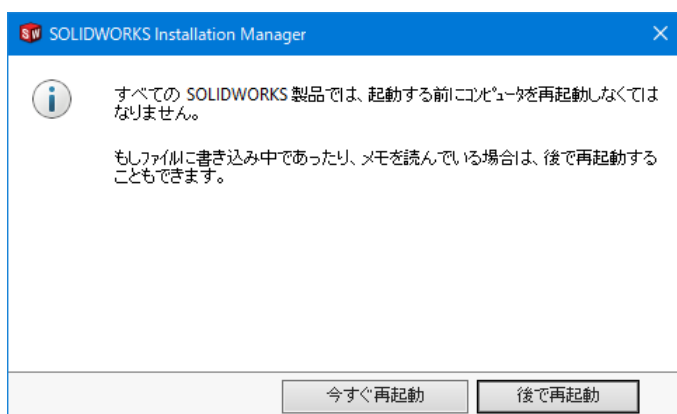 SW SOLIDWORKS Installation Manager
すべての SOLIDWORKS 製品では、起動する前にｺﾝﾋﾟｭｰﾀを再起動しなくては
なりません。
もしﾌｧｲﾙに書き込み中であったり、メモを読んでいる場合は、後で再起動する
こともできます。
今すぐ再起動
後で再起動